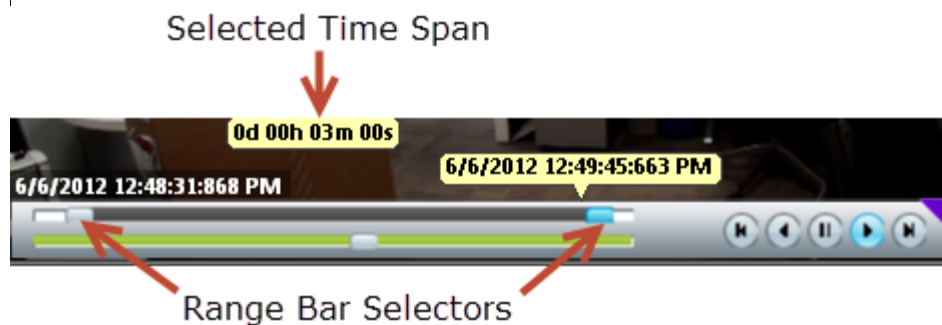 Selected Time Span
0d 00h 03m 00s
6/6/2012 12:49:45:663 PM
6/6/2012 12:48:31:868 PM
Range Bar Selectors